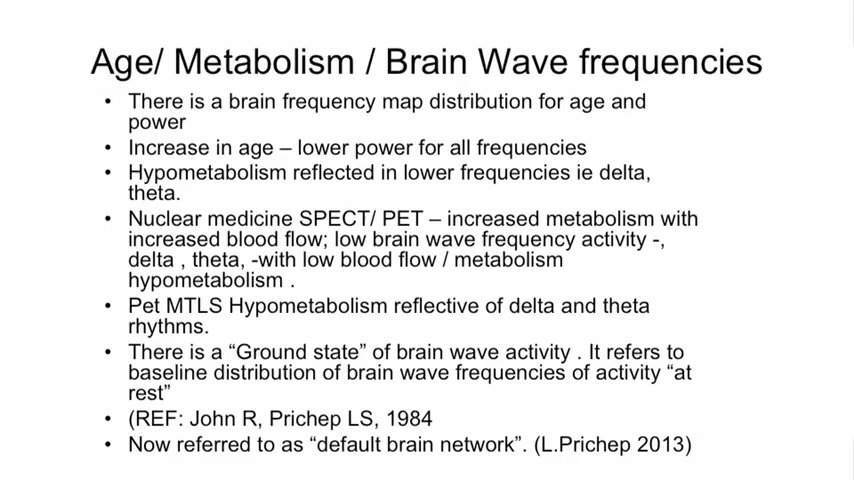 Age/ Metabolism / Brain Wave frequencies
• There is a brain frequency map distribution for age and
power
• Increase in age – lower power for all frequencies
• Hypometabolism reflected in lower frequencies ie delta,
theta.
• Nuclear medicine SPECT/ PET – increased metabolism with
increased blood flow; low brain wave frequency activity -,
delta , theta, -with low blood flow / metabolism
hypometabolism .
• Pet MTLS Hypometabolism reflective of delta and theta
rhythms.
• There is a “Ground state” of brain wave activity . It refers to
baseline distribution of brain wave frequencies of activity “at
rest”
• (REF: John R, Prichep LS, 1984
• Now referred to as “default brain network”. (L.Prichep 2013)